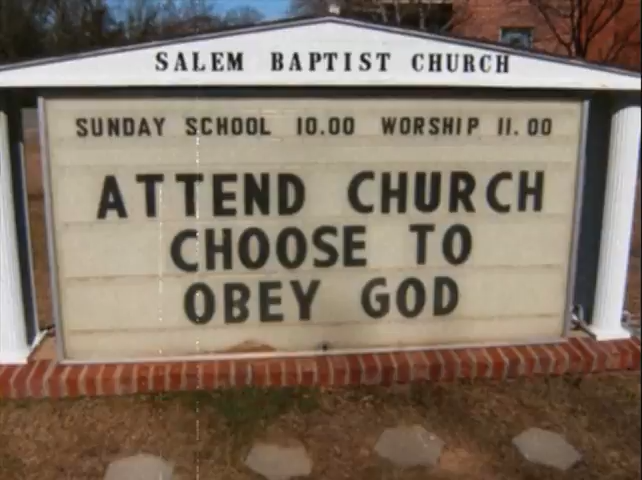 SALEM BAPTIST CHURCH
SUNDAY SCHOOL 10.00 WORSHIP 11.00
ATTEND CHURCH
CHOOSE TO
OBEY GOD